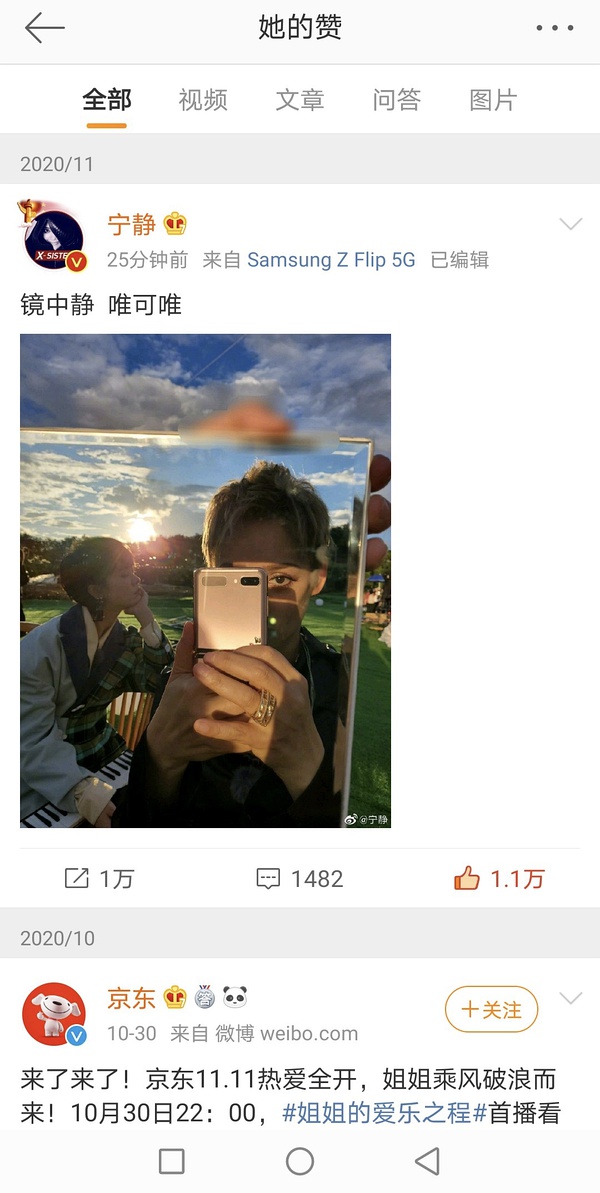 她的赞
全部 视频 文章 问答 图片
2020/11
X-SISTE
宁静
25分钟前 来自 Samsung Z Flip 5G 已编辑
镜中静 唯可唯
@宁静
1万 1482 1.1万
2020/10
京东
+关注
10-30 来自 微博 weibo.com
来了来了！京东11.11热爱全开，姐姐乘风破浪而
来！10月30日22：00，#姐姐的爱乐之程#首播看